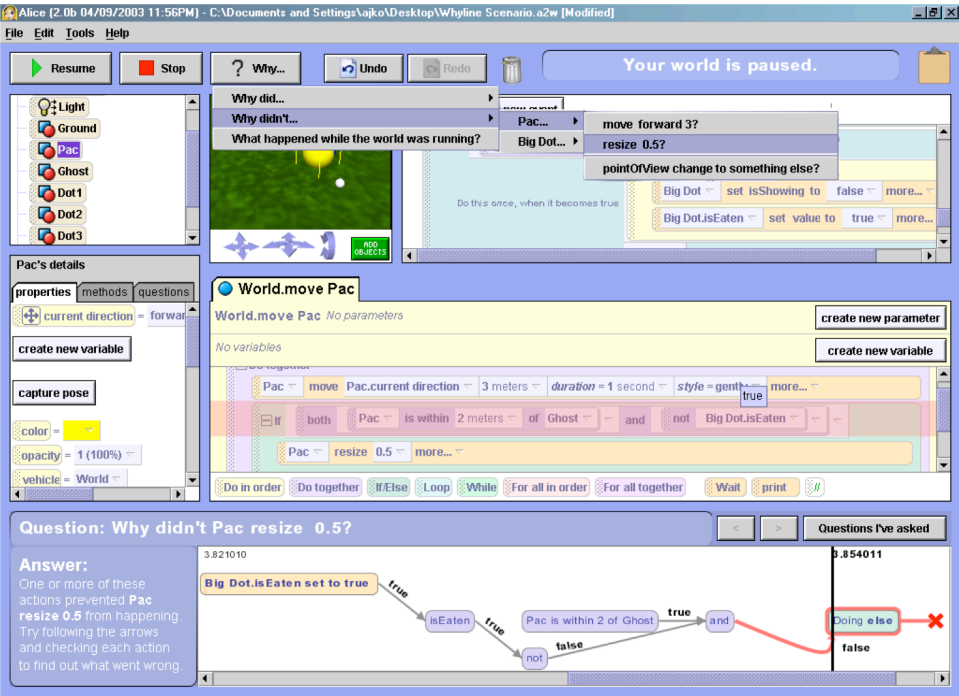 Alice (2.0b 04/09/2003 11:56PM) - C:\Documents and Settings\ajko\Desktop\Whyline Scenario.a2w [Modified]
File Edit Tools Help
Resume Stop ? Why... Undo Redo Your world is paused.
Why did...
Why didn't...
What happened while the world was running?
Pac...
Big Dot...
move forward 3?
resize 0.5?
pointOfView change to something else?
Light
Ground
Pac
Ghost
Dot1
Dot2
Dot3
ADD
OBJECTS
new event
Do this once, when it becomes true
Big Dot set isShowing to false more...
Big Dot.isEaten set value to true more...
Pac's details
properties methods questions
current direction = forwar
create new variable
capture pose
color =
opacity = 1 (100%)
vehicle = World
World.move Pac
World.move Pac No parameters
create new parameter
No variables
create new variable
Do together
Pac move Pac.current direction 3 meters duration = 1 second style = gently more...
true
If both Pac is within 2 meters of Ghost and not Big Dot.isEaten
Pac resize 0.5 more...
Do in order Do together If/Else Loop While For all in order For all together Wait print //
Question: Why didn't Pac resize 0.5?
< > Questions I've asked
Answer:
One or more of these
actions prevented Pac
resize 0.5 from happening.
Try following the arrows
and checking each action
to find out what went wrong.
3.821010
3.854011
Big Dot.isEaten set to true
true
isEaten
true
not
false
Pac is within 2 of Ghost
true
and
Doing else
false